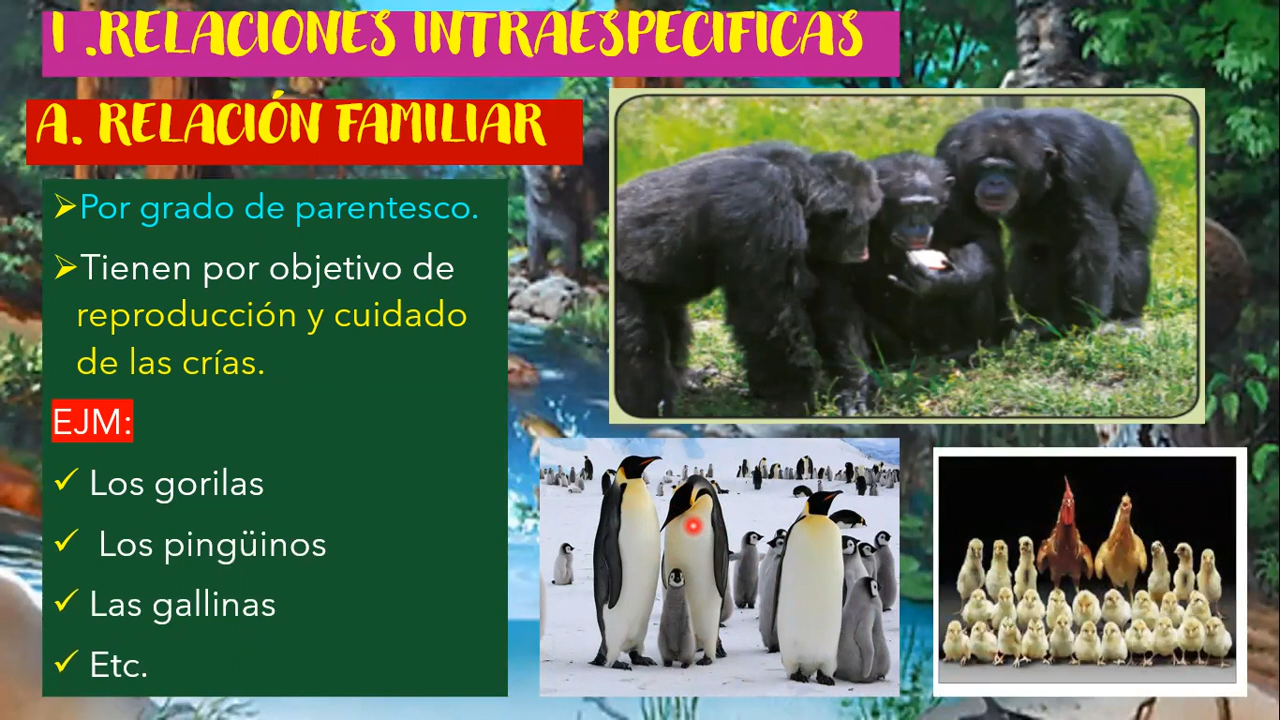 I .RELACIONES INTRAESPECIFICAS
A. RELACIÓN FAMILIAR
Por grado de parentesco.
Tienen por objetivo de
reproducción y cuidado
de las crías.
EJM:
Los gorilas
Los pingüinos
Las gallinas
Etc.